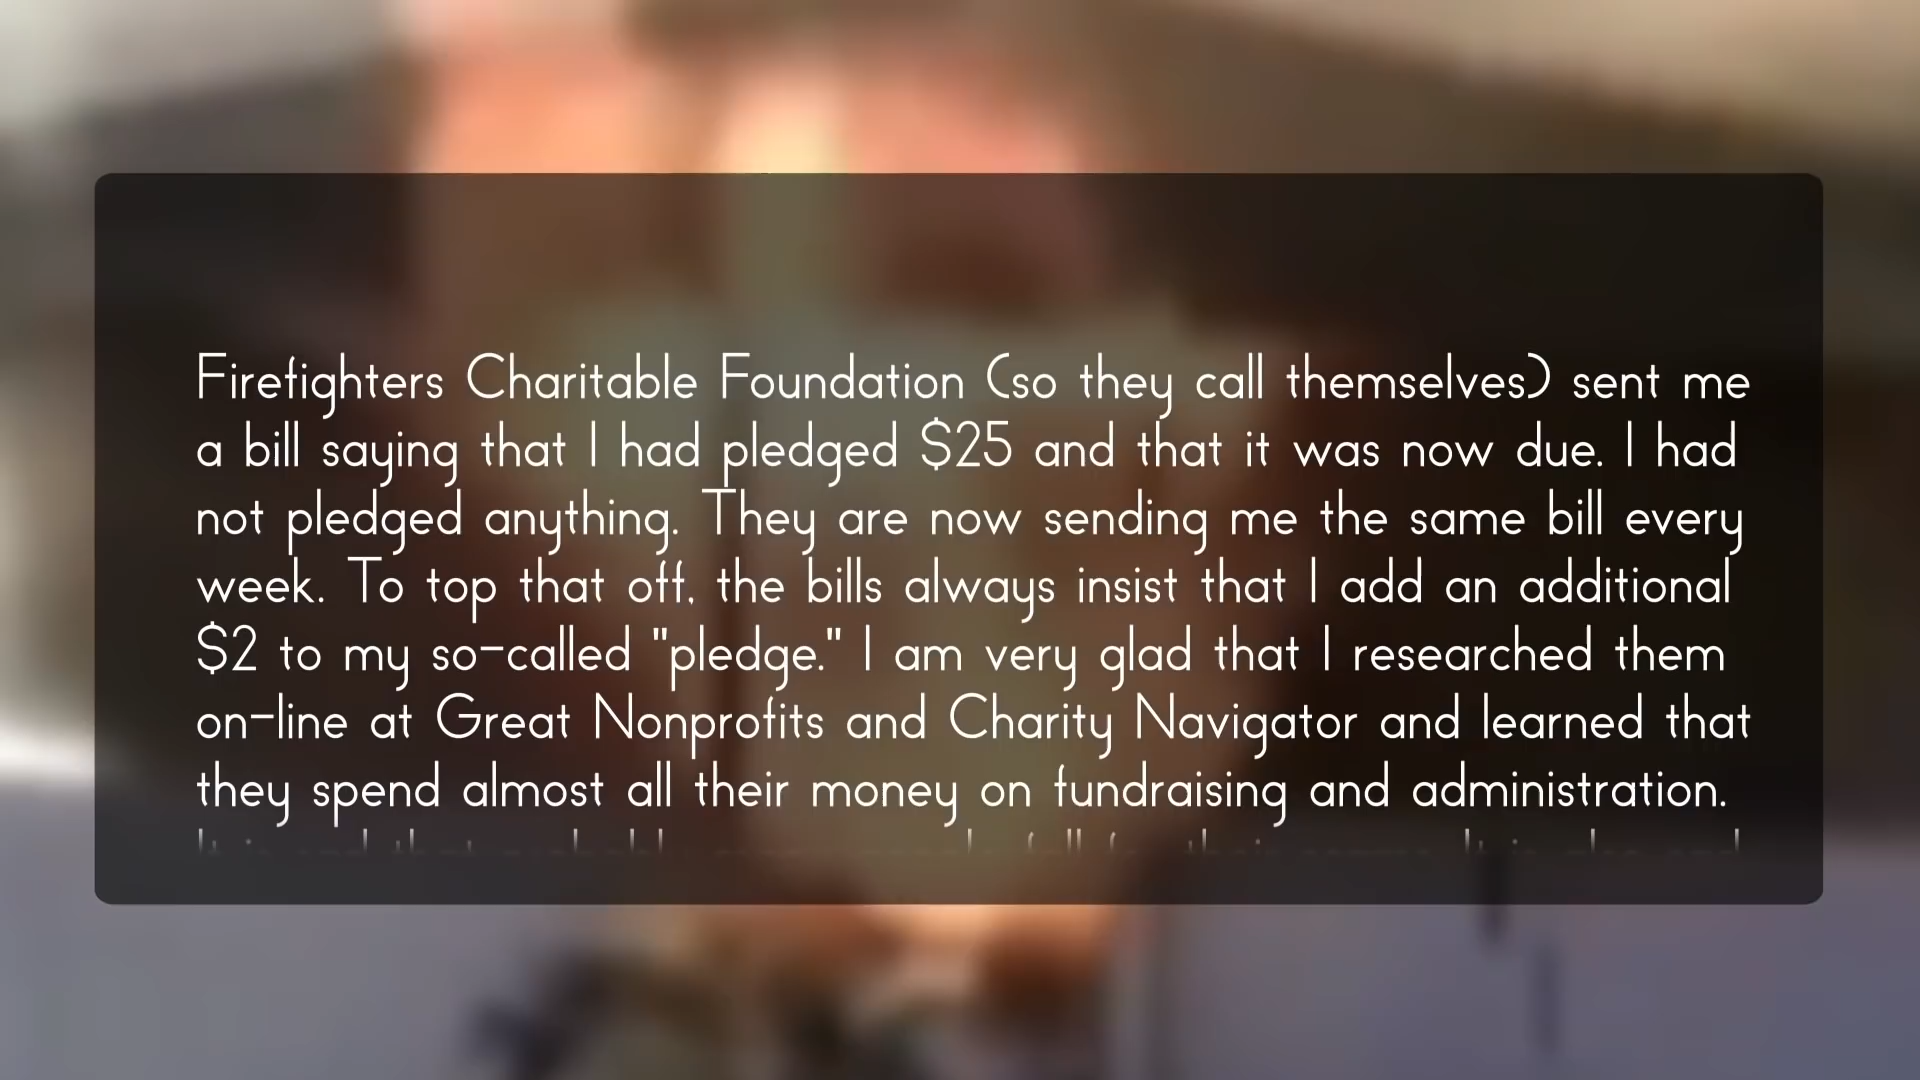 Firefighters Charitable Foundation (so they call themselves) sent me
a bill saying that I had pledged $25 and that it was now due. I had
not pledged anything. They are now sending me the same bill every
week. To top that off, the bills always insist that I add an additional
$2 to my so-called "pledge." I am very glad that I researched them
on-line at Great Nonprofits and Charity Navigator and learned that
they spend almost all their money on fundraising and administration.